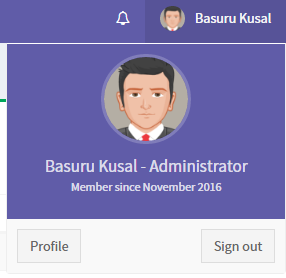 Basuru Kusal
Basuru Kusal - Administrator
Member since November 2016
Profile
Sign out